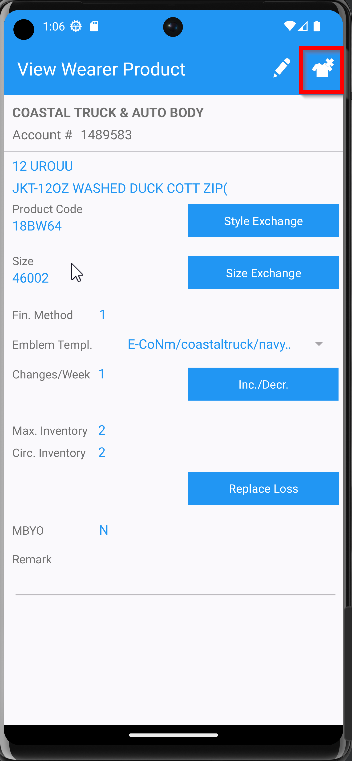 1:06
View Wearer Product
COASTAL TRUCK & AUTO BODY
Account # 1489583
12 UROUU
JKT-12OZ WASHED DUCK COTT ZIP(
Product Code
18BW64
Style Exchange
Size
46002
Size Exchange
Fin. Method 1
Emblem Templ. E-CoNm/coastaltruck/navy..
Changes/Week 1
Inc./Decr.
Max. Inventory 2
Circ. Inventory 2
Replace Loss
MBYO N
Remark